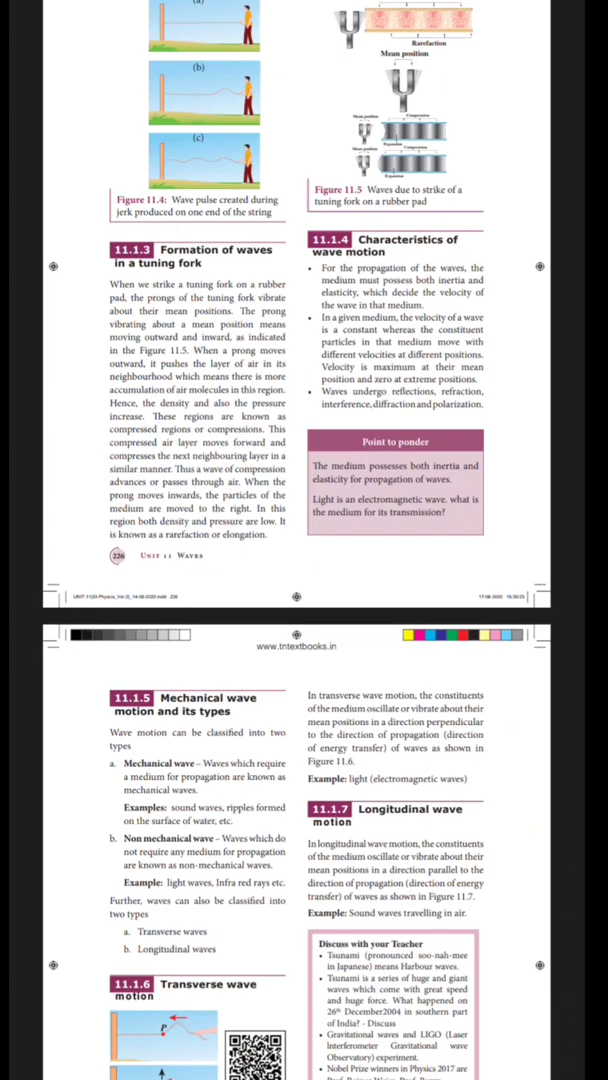 (a)
(b)
(c)
Figure 11.4: Wave pulse created during
jerk produced on one end of the string
11.1.3 Formation of waves
in a tuning fork
When we strike a tuning fork on a rubber
pad, the prongs of the tuning fork vibrate
about their mean positions. The prong
vibrating about a mean position means
moving outward and inward, as indicated
in the Figure 11.5. When a prong moves
outward, it pushes the layer of air in its
neighbourhood which means there is more
accumulation of air molecules in this region.
Hence, the density and also the pressure
increase. These regions are known as
compressed regions or compressions. This
compressed air layer moves forward and
compresses the next neighbouring layer in a
similar manner. Thus a wave of compression
advances or passes through air. When the
prong moves inwards, the particles of the
medium are moved to the right. In this
region both density and pressure are low. It
is known as a rarefaction or elongation.
Rarefaction
Mean position
Mean position
Compression
Expansion
Mean position
Compression
Expansion
Figure 11.5 Waves due to strike of a
tuning fork on a rubber pad
11.1.4 Characteristics of
wave motion
• For the propagation of the waves, the
medium must possess both inertia and
elasticity, which decide the velocity of
the wave in that medium.
• In a given medium, the velocity of a wave
is a constant whereas the constituent
particles in that medium move with
different velocities at different positions.
Velocity is maximum at their mean
position and zero at extreme positions.
• Waves undergo reflections, refraction,
interference, diffraction and polarization.
Point to ponder
The medium possesses both inertia and
elasticity for propagation of waves.
Light is an electromagnetic wave. what is
the medium for its transmission?
226 UNIT 11 WAVES
UNIT-11(XI-Physics_Vol-2)_14-08-2020.indd 226
www.tntextbooks.in
11.1.5 Mechanical wave
motion and its types
Wave motion can be classified into two
types
a. Mechanical wave – Waves which require
a medium for propagation are known as
mechanical waves.
Examples: sound waves, ripples formed
on the surface of water, etc.
b. Non mechanical wave – Waves which do
not require any medium for propagation
are known as non-mechanical waves.
Example: light waves, Infra red rays etc.
Further, waves can also be classified into
two types
a. Transverse waves
b. Longitudinal waves
11.1.6 Transverse wave
motion
P
In transverse wave motion, the constituents
of the medium oscillate or vibrate about their
mean positions in a direction perpendicular
to the direction of propagation (direction
of energy transfer) of waves as shown in
Figure 11.6.
Example: light (electromagnetic waves)
11.1.7 Longitudinal wave
motion
In longitudinal wave motion, the constituents
of the medium oscillate or vibrate about their
mean positions in a direction parallel to the
direction of propagation (direction of energy
transfer) of waves as shown in Figure 11.7.
Example: Sound waves travelling in air.
Discuss with your Teacher
• Tsunami (pronounced soo-nah-mee
in Japanese) means Harbour waves.
• Tsunami is a series of huge and giant
waves which come with great speed
and huge force. What happened on
26th December2004 in southern part
of India? - Discuss
• Gravitational waves and LIGO (Laser
Interferometer Gravitational wave
Observatory) experiment.
• Nobel Prize winners in Physics 2017 are